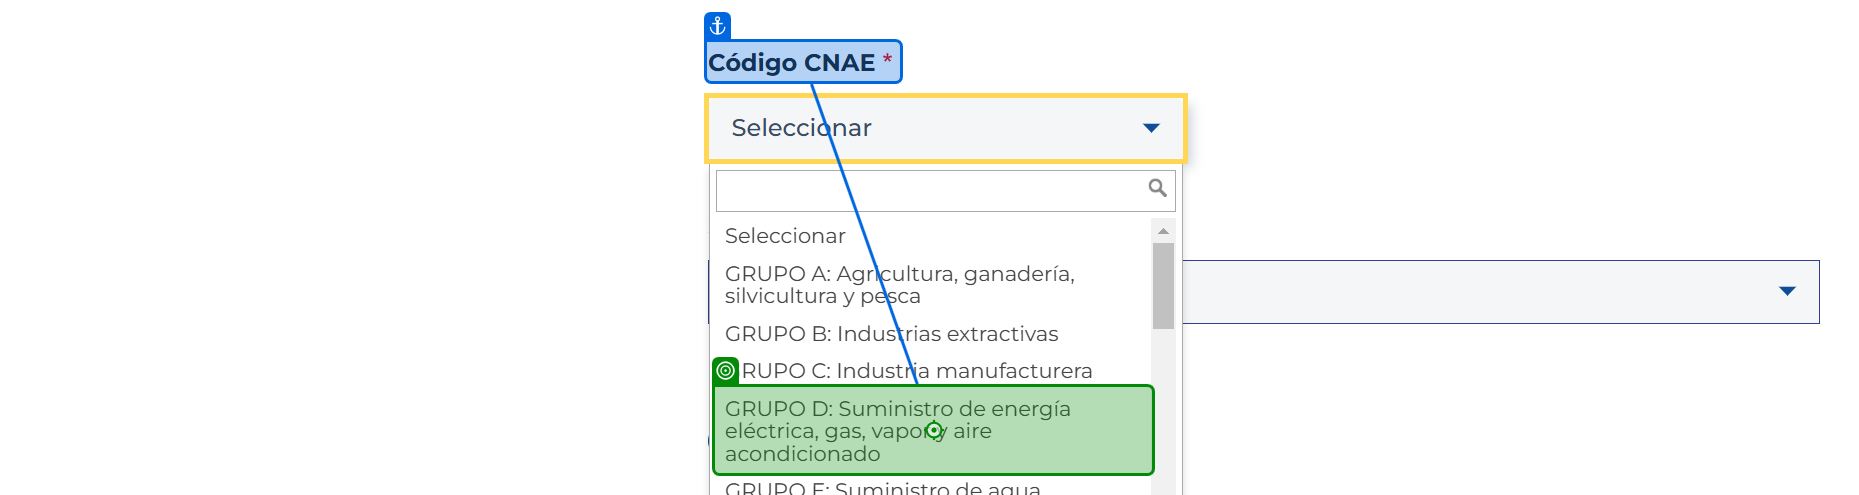 Código CNAE *
Seleccionar
Seleccionar
GRUPO A: Agricultura, ganadería,
silvicultura y pesca
GRUPO B: Industrias extractivas
GRUPO C: Industria manufacturera
GRUPO D: Suministro de energía
eléctrica, gas, vapor y aire
acondicionado
GRUPO E: Suministro de agua